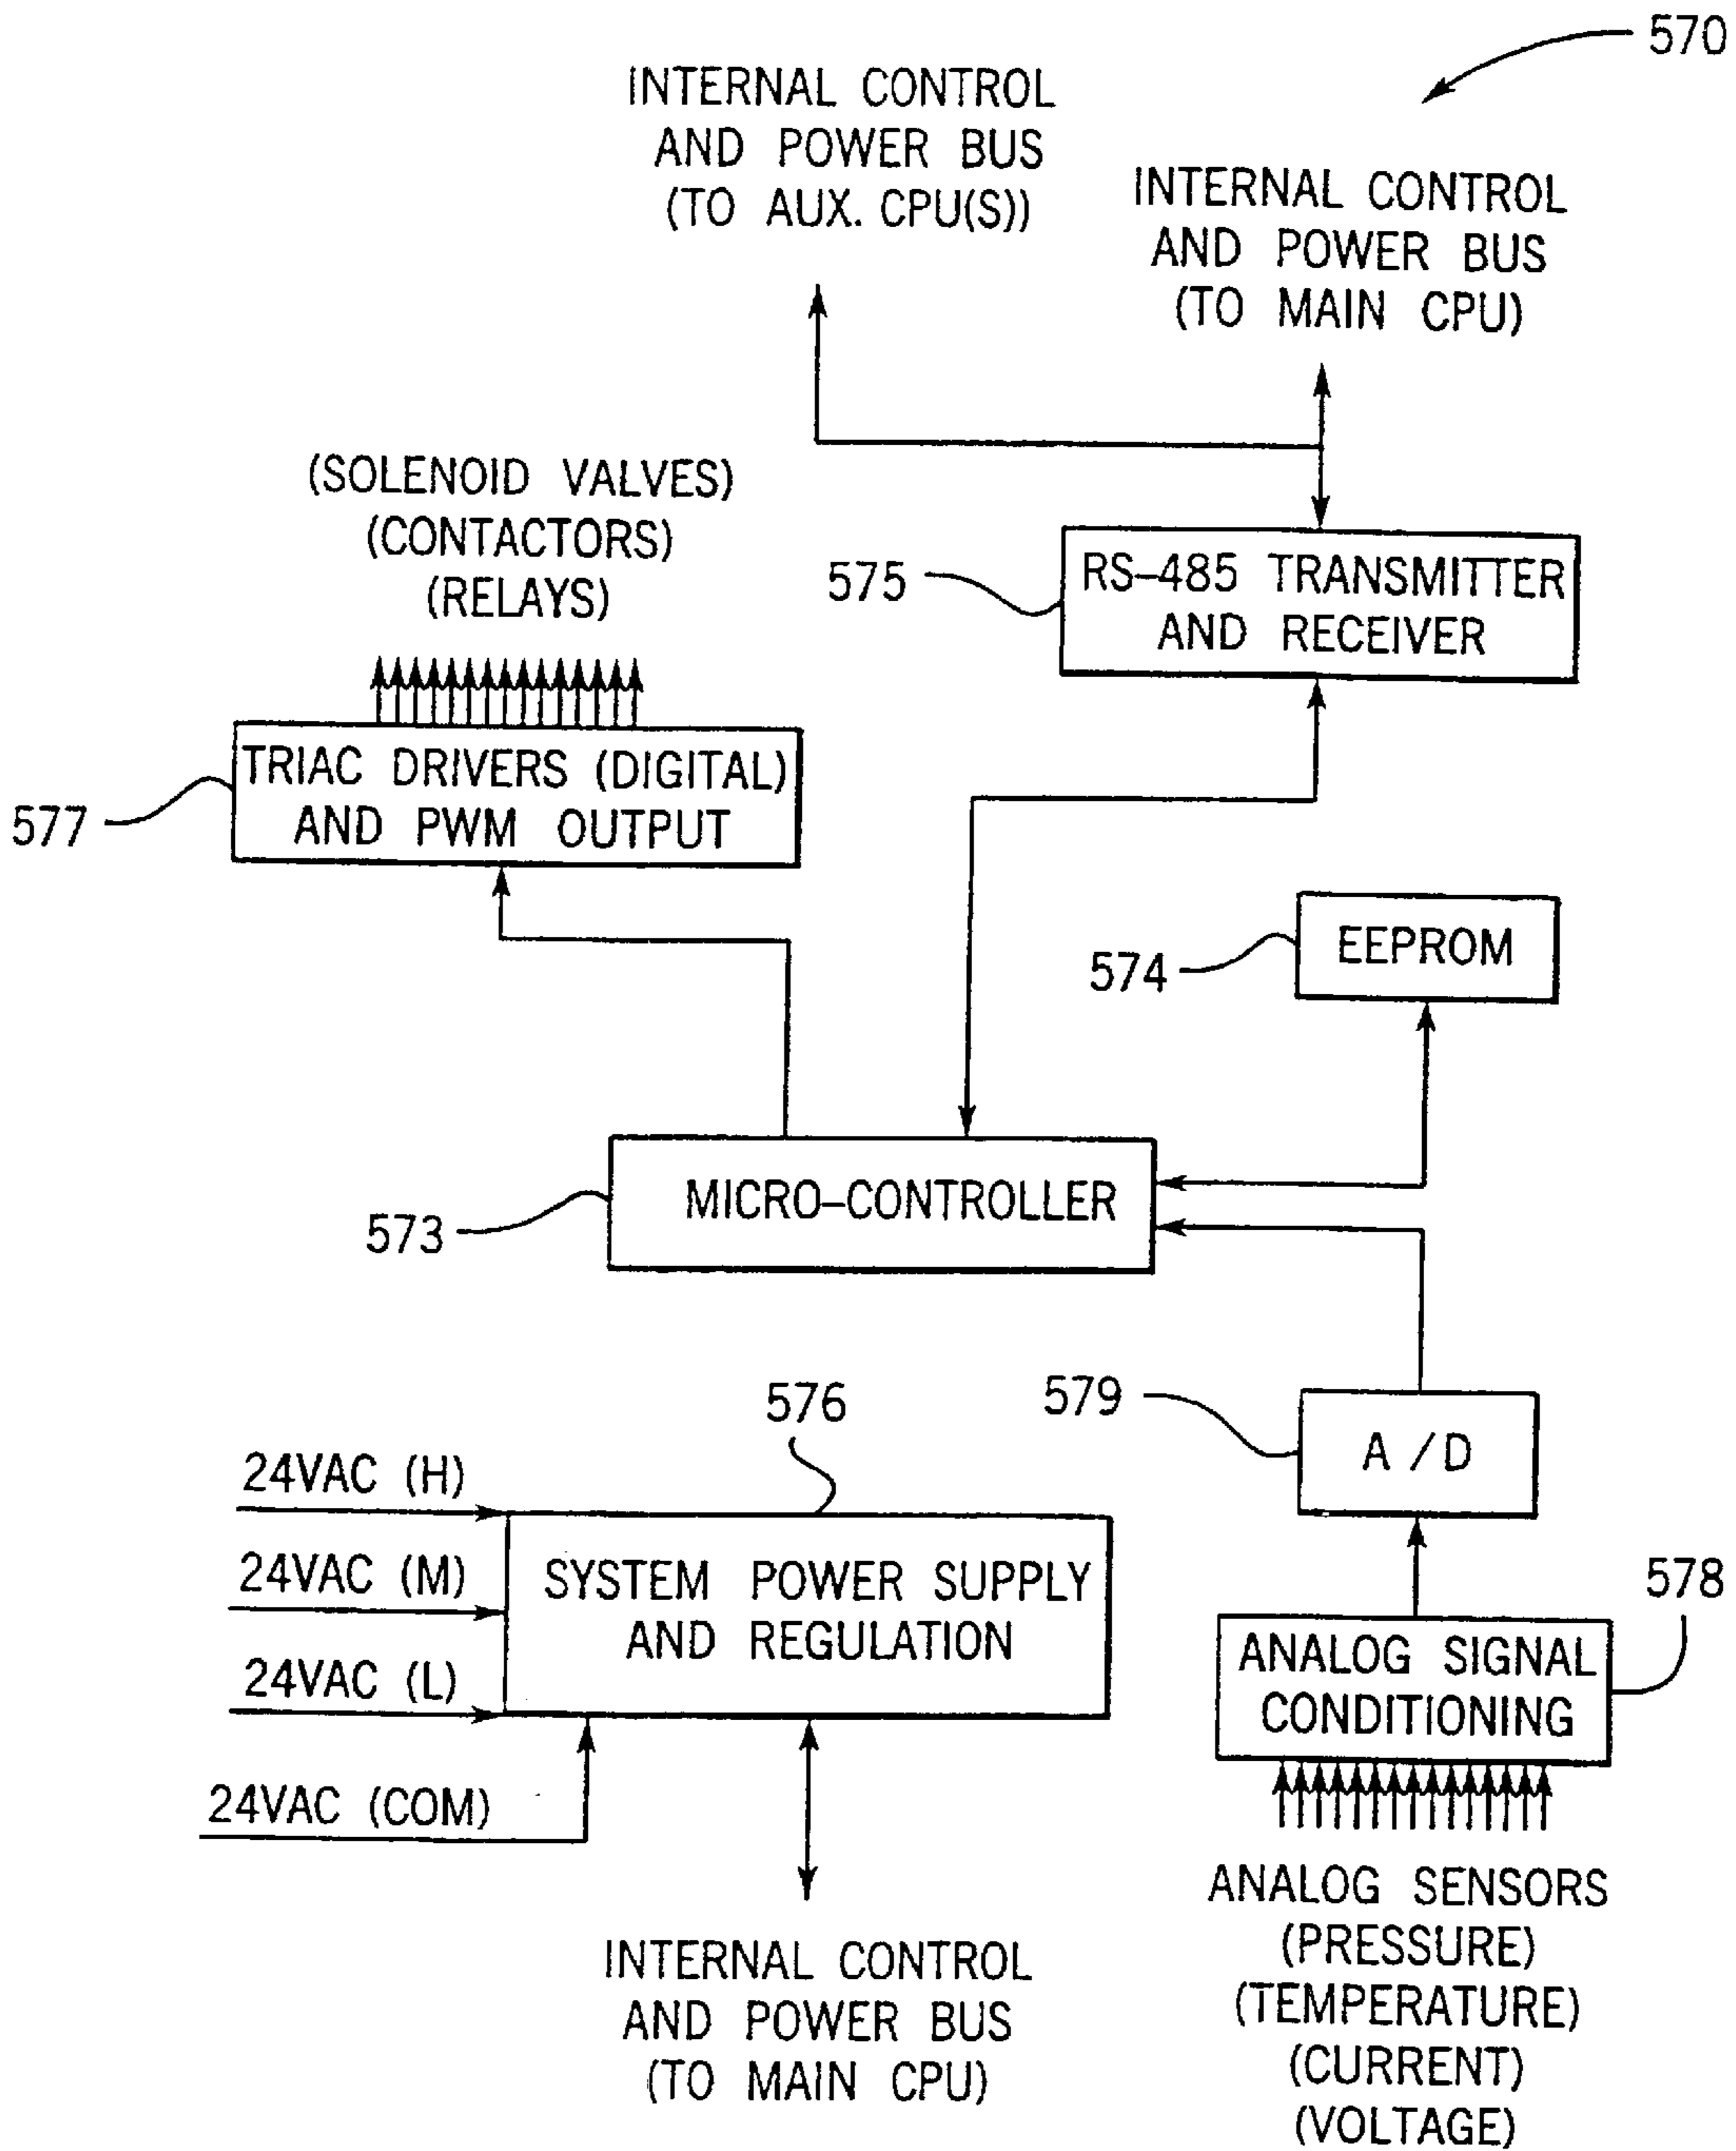 570
INTERNAL CONTROL
AND POWER BUS
(TO AUX. CPU(S))
INTERNAL CONTROL
AND POWER BUS
(TO MAIN CPU)
(SOLENOID VALVES)
(CONTACTORS)
(RELAYS)
575
RS-485 TRANSMITTER
AND RECEIVER
577
TRIAC DRIVERS (DIGITAL)
AND PWM OUTPUT
574
EEPROM
573
MICRO-CONTROLLER
576
579
A/D
24VAC (H)
24VAC (M)
24VAC (L)
24VAC (COM)
SYSTEM POWER SUPPLY
AND REGULATION
578
ANALOG SIGNAL
CONDITIONING
INTERNAL CONTROL
AND POWER BUS
(TO MAIN CPU)
ANALOG SENSORS
(PRESSURE)
(TEMPERATURE)
(CURRENT)
(VOLTAGE)